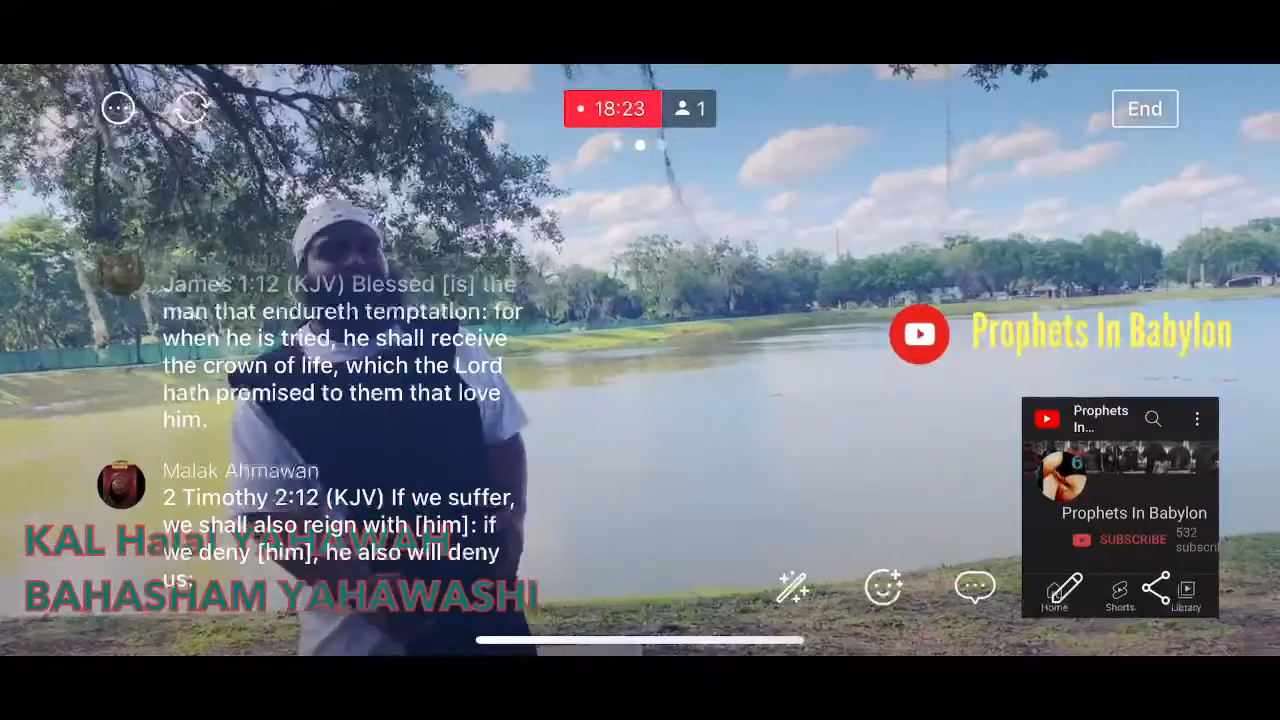 18:23
1
End
James 1:12 (KJV) Blessed [is] the
man that endureth temptation: for
when he is tried, he shall receive
the crown of life, which the Lord
hath promised to them that love
him.
Malak Ahmawan
2 Timothy 2:12 (KJV) If we suffer,
we shall also reign with [him]: if
we deny [him], he also will deny
us:
KAL Halal YAHAWAH
BAHASHAM YAHAWASHI
Prophets In Babylon
Prophets
In...
6
Prophets In Babylon
SUBSCRIBE
532
subscri
Home
Shorts
Library